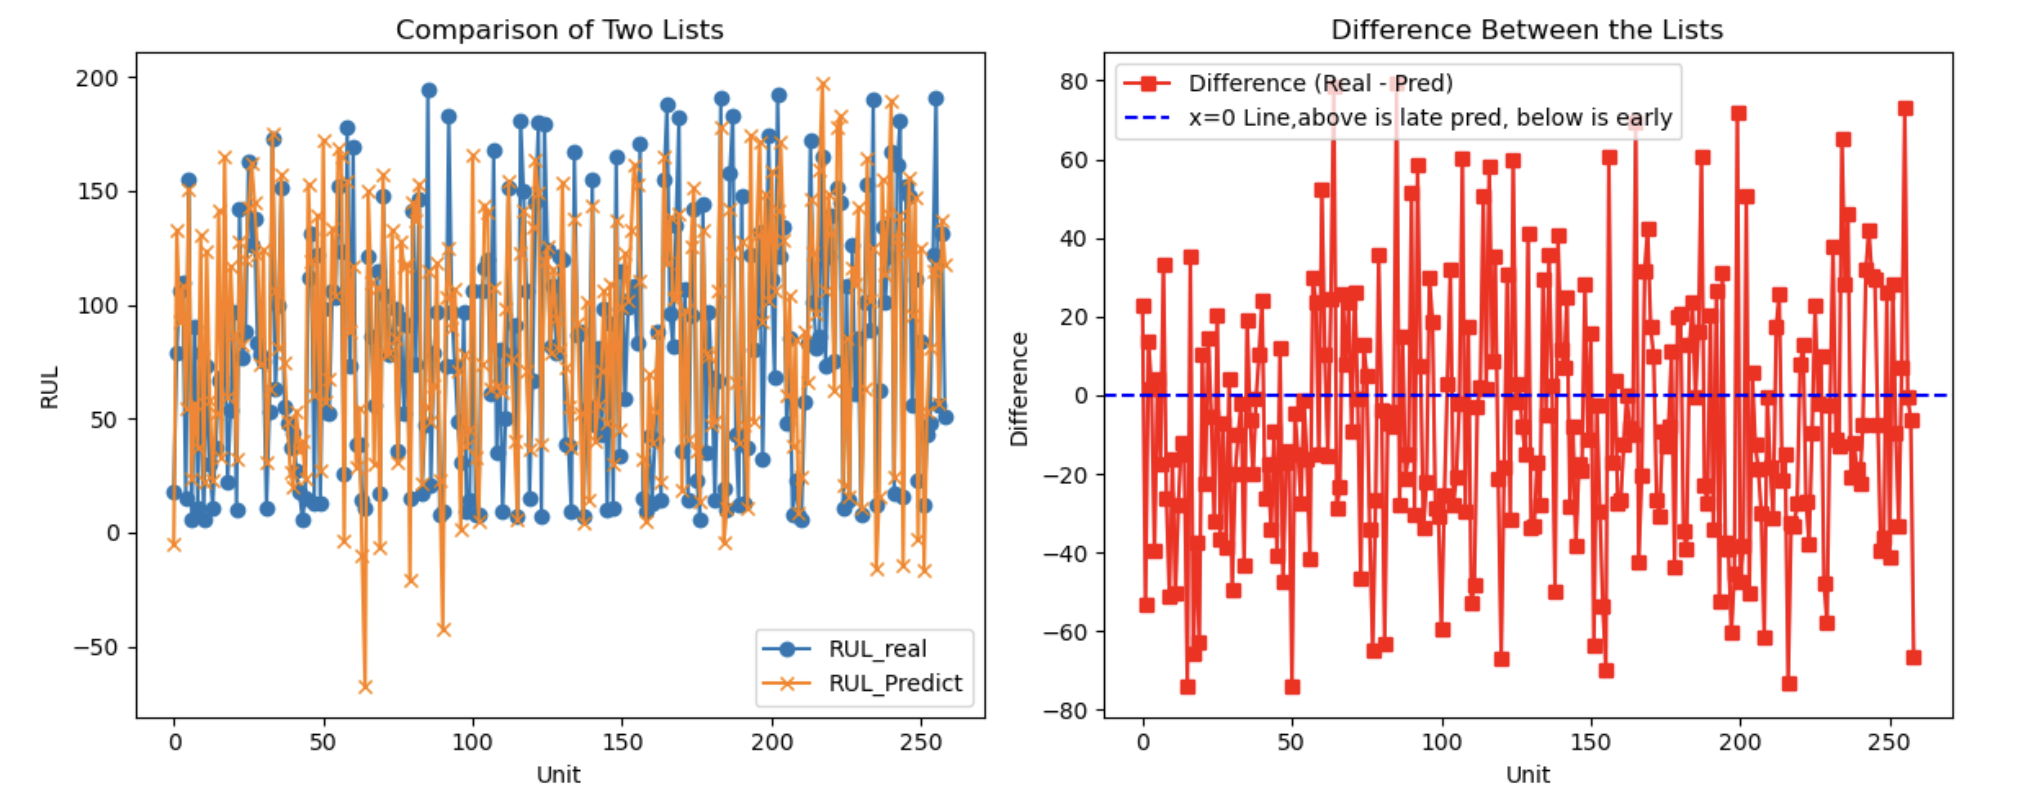 Comparison of Two Lists
200
150
100
50
0
−50
RUL
0
50
100
150
200
250
Unit
RUL_real
RUL_Predict
Difference Between the Lists
80
60
40
20
0
−20
−40
−60
−80
Difference
0
50
100
150
200
250
Unit
Difference (Real - Pred)
x=0 Line,above is late pred, below is early